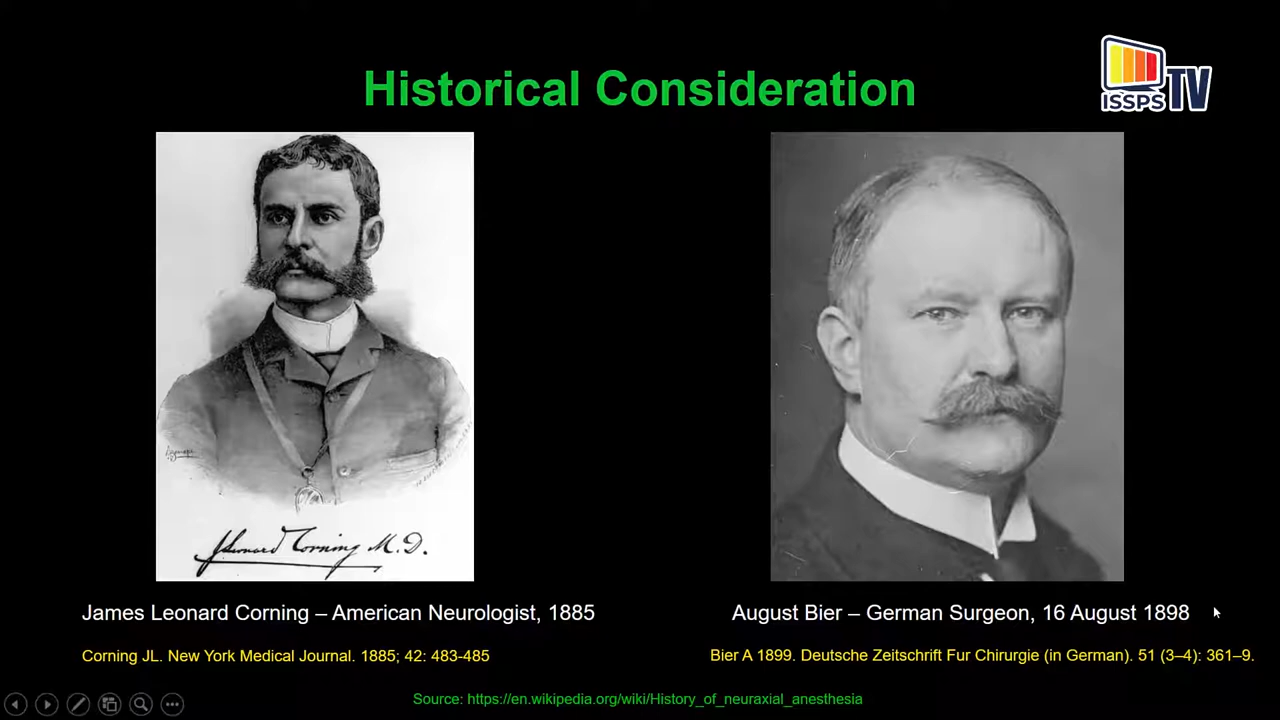 Historical Consideration
ISSPS TV
J Leonard Corning M.D.
James Leonard Corning – American Neurologist, 1885
August Bier – German Surgeon, 16 August 1898
Corning JL. New York Medical Journal. 1885; 42: 483-485
Bier A 1899. Deutsche Zeitschrift Fur Chirurgie (in German). 51 (3–4): 361–9.
Source: https://en.wikipedia.org/wiki/History_of_neuraxial_anesthesia